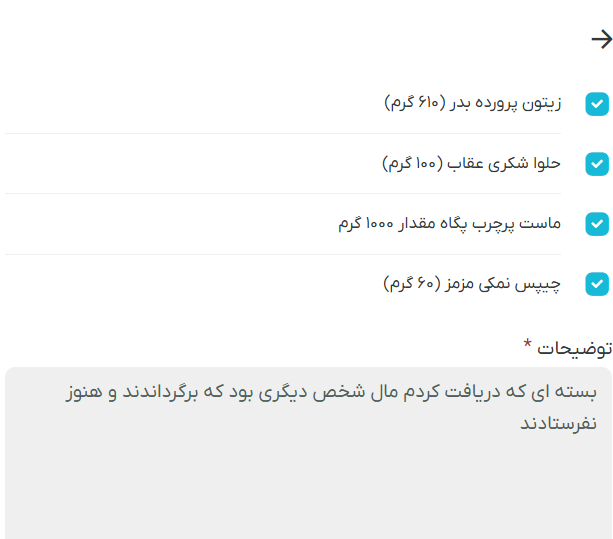 زیتون پرورده بدر (۶۱۰ گرم)
حلوا شکری عقاب (۱۰۰ گرم)
ماست پرچرب پگاه مقدار ۱۰۰۰ گرم
چیپس نمکی مزمز (۶۰ گرم)
توضیحات *
بسته ای که دریافت کردم مال شخص دیگری بود که برگرداندند و هنوز
نفرستادند